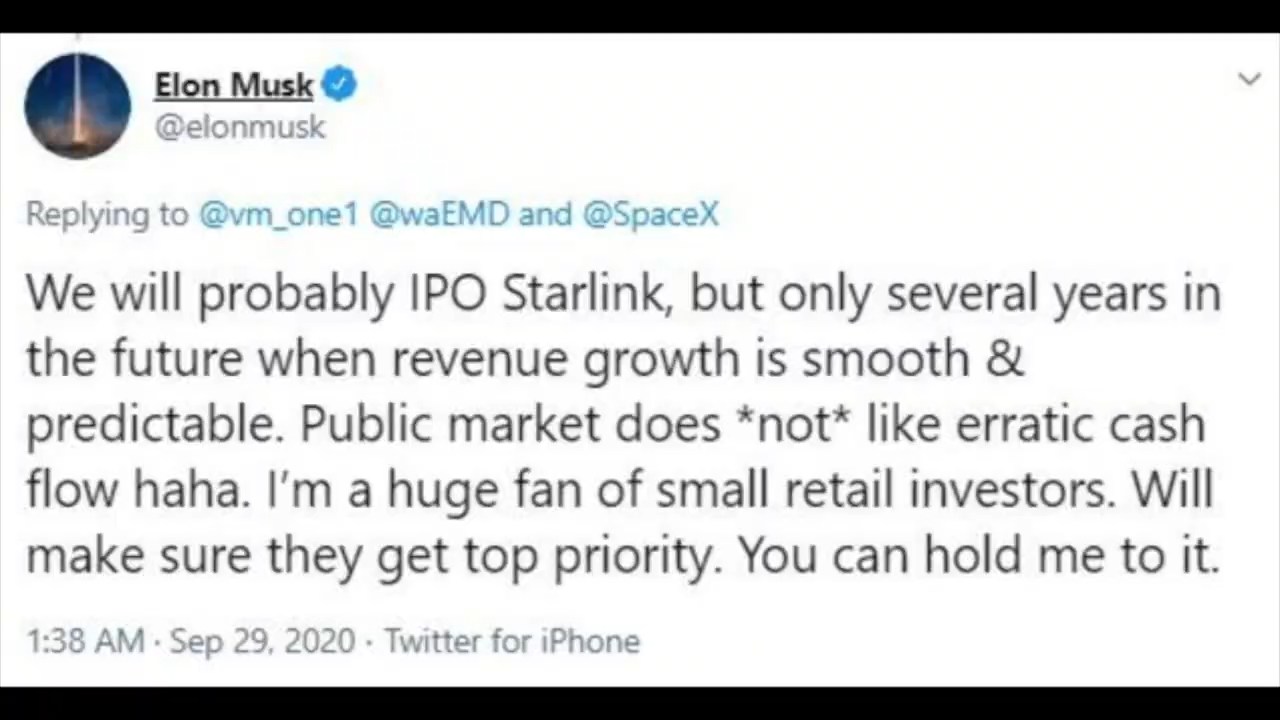 Elon Musk
@elonmusk
Replying to @vm_one1 @waEMD and @SpaceX
We will probably IPO Starlink, but only several years in
the future when revenue growth is smooth &
predictable. Public market does *not* like erratic cash
flow haha. I’m a huge fan of small retail investors. Will
make sure they get top priority. You can hold me to it.
1:38 AM · Sep 29, 2020 · Twitter for iPhone